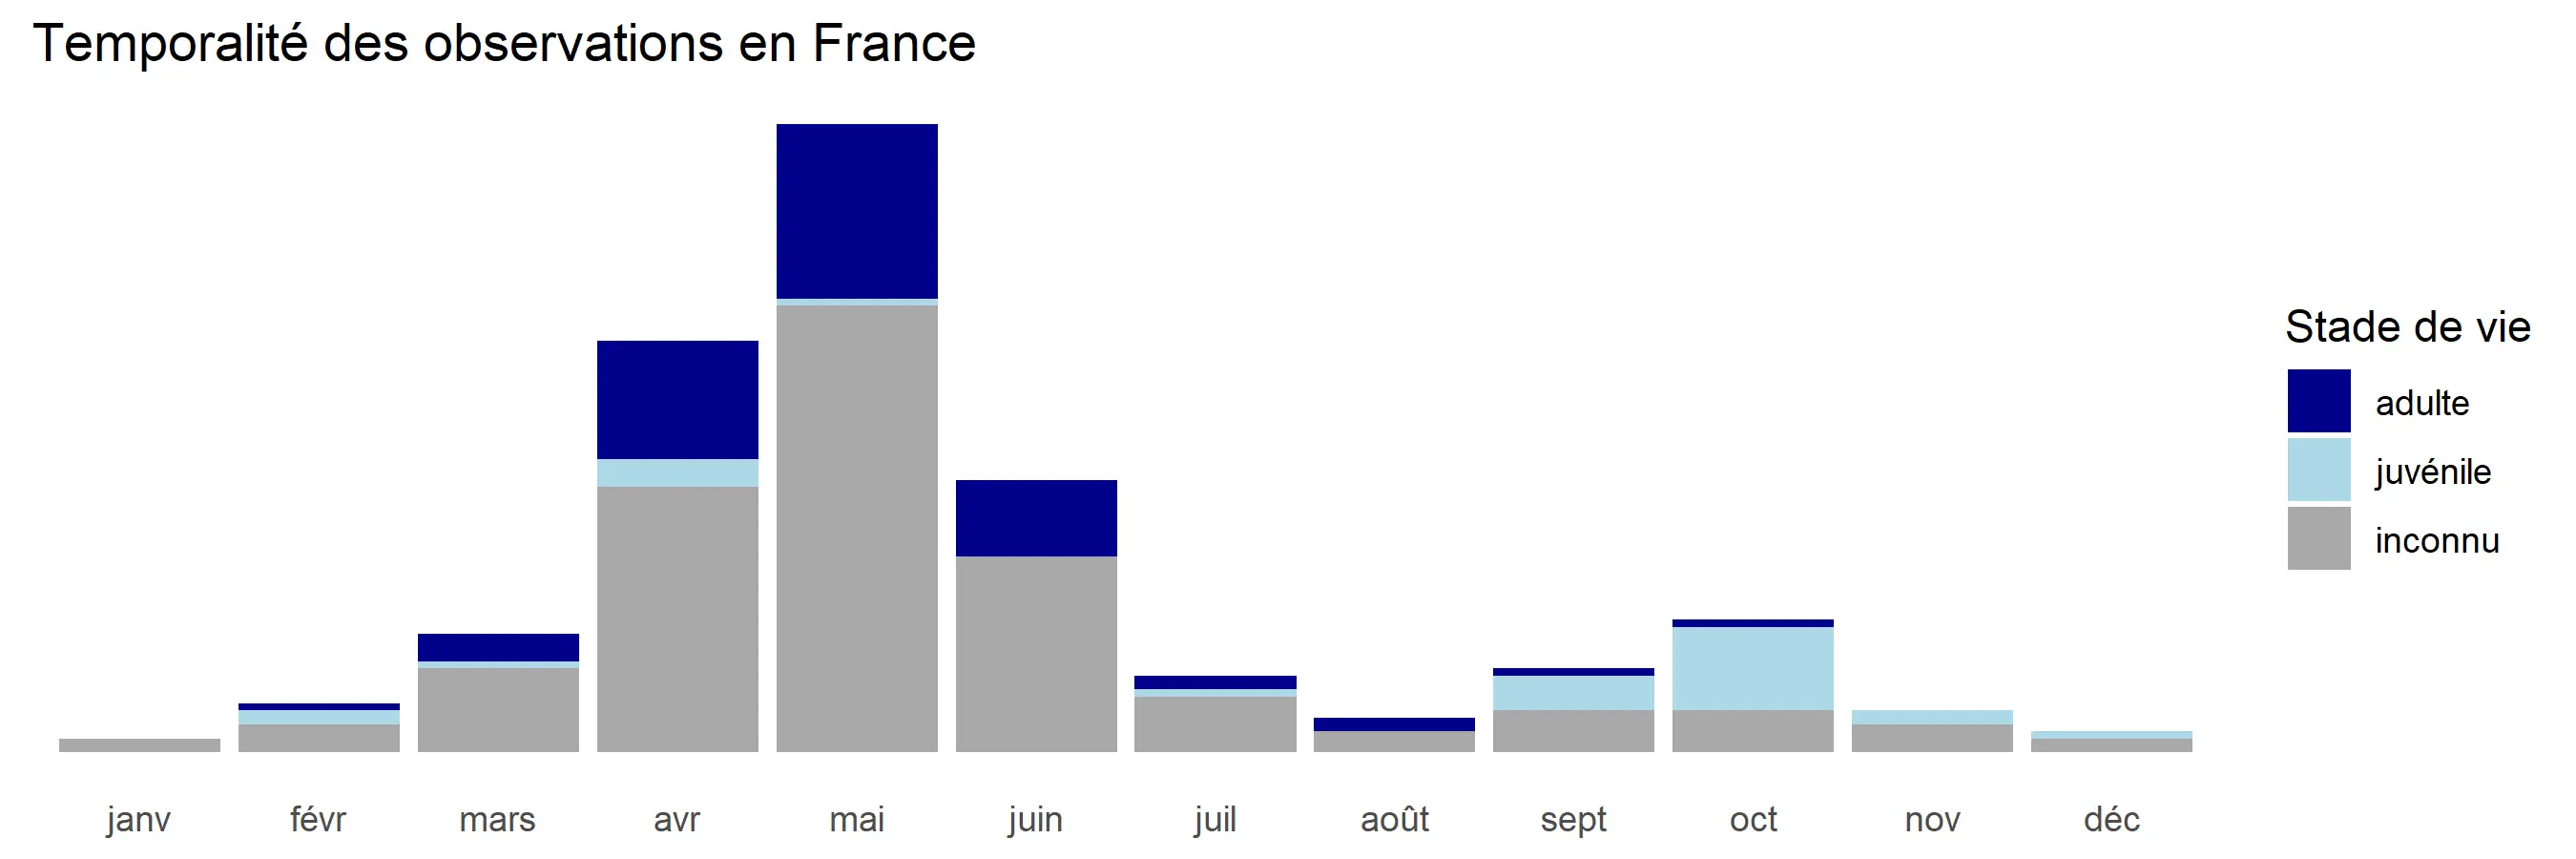 Temporalité des observations en France
Stade de vie
adulte
juvénile
inconnu
janv févr mars avr mai juin juil août sept oct nov déc